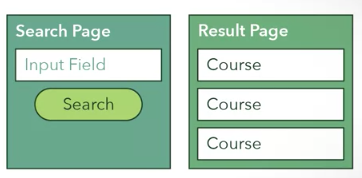 Search Page
Input Field
Search
Result Page
Course
Course
Course